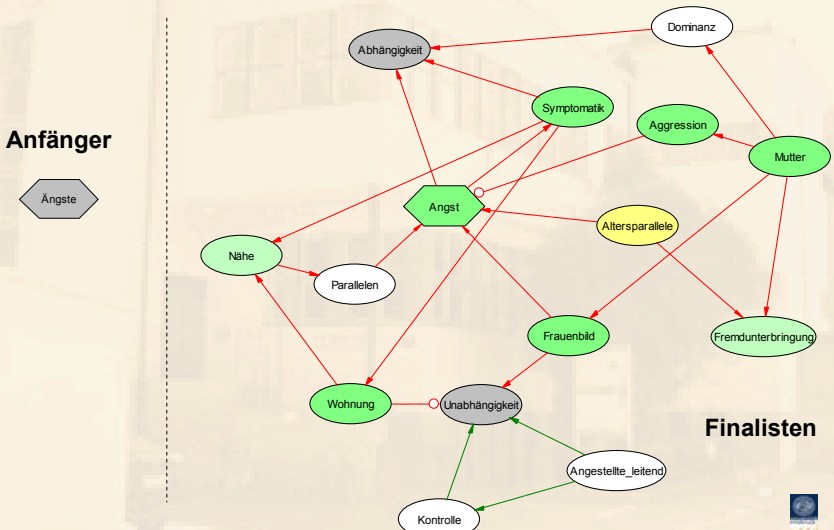 Anfänger
Ängste
Dominanz
Abhängigkeit
Symptomatik
Aggression
Mutter
Angst
Altersparallele
Nähe
Parallelen
Frauenbild
Fremdunterbringung
Wohnung
Unabhängigkeit
Finalisten
Angestellte_leitend
Kontrolle